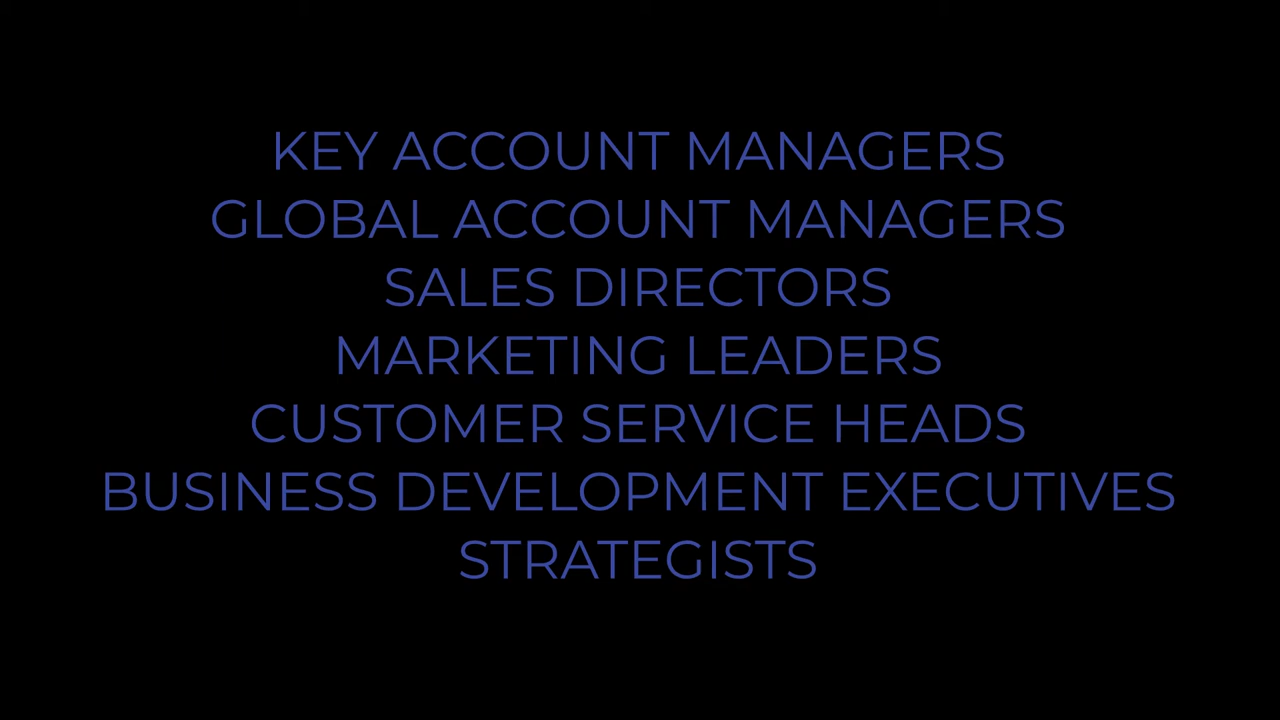 KEY ACCOUNT MANAGERS
GLOBAL ACCOUNT MANAGERS
SALES DIRECTORS
MARKETING LEADERS
CUSTOMER SERVICE HEADS
BUSINESS DEVELOPMENT EXECUTIVES
STRATEGISTS